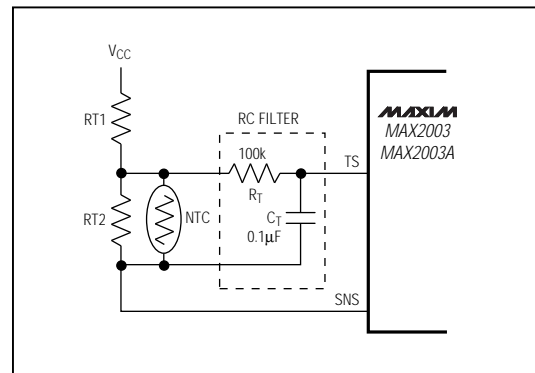 VCC
RT1
RC FILTER
MAXIM
MAX2003
MAX2003A
100k
TS
RT
RT2
NTC
CT
0.1μF
SNS